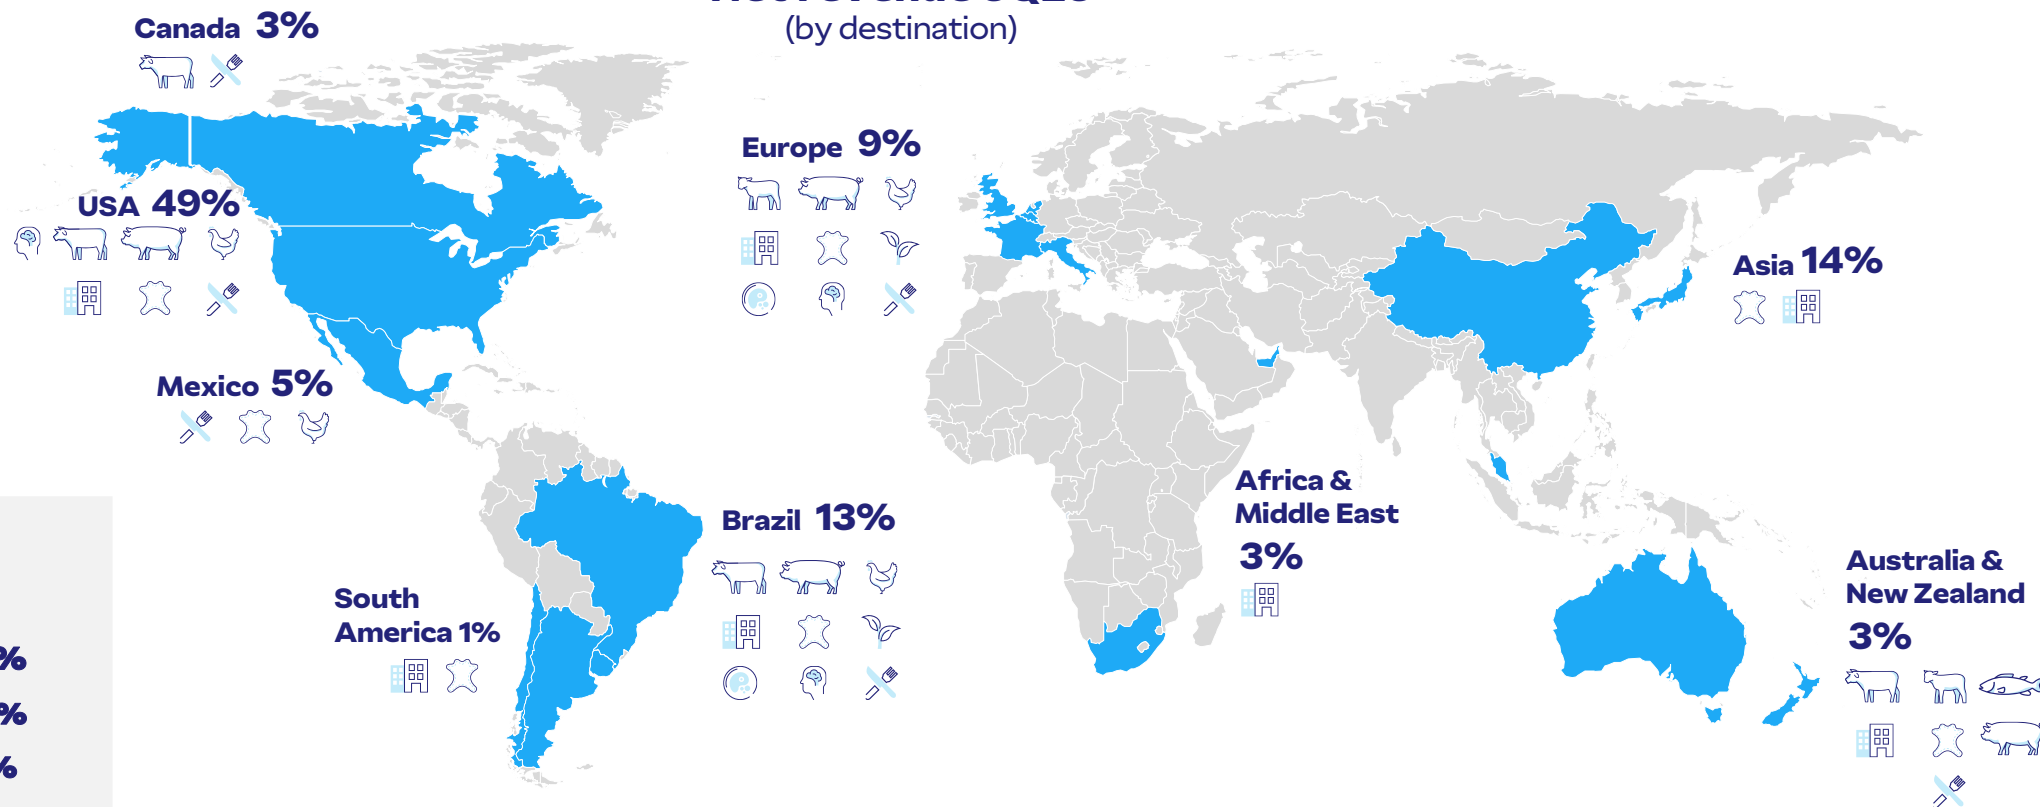 (by destination)
Canada 3%
USA 49%
Mexico 5%
Europe 9%
Asia 14%
Brazil 13%
South
America 1%
Africa &
Middle East
3%
Australia &
New Zealand
3%
%
%
%